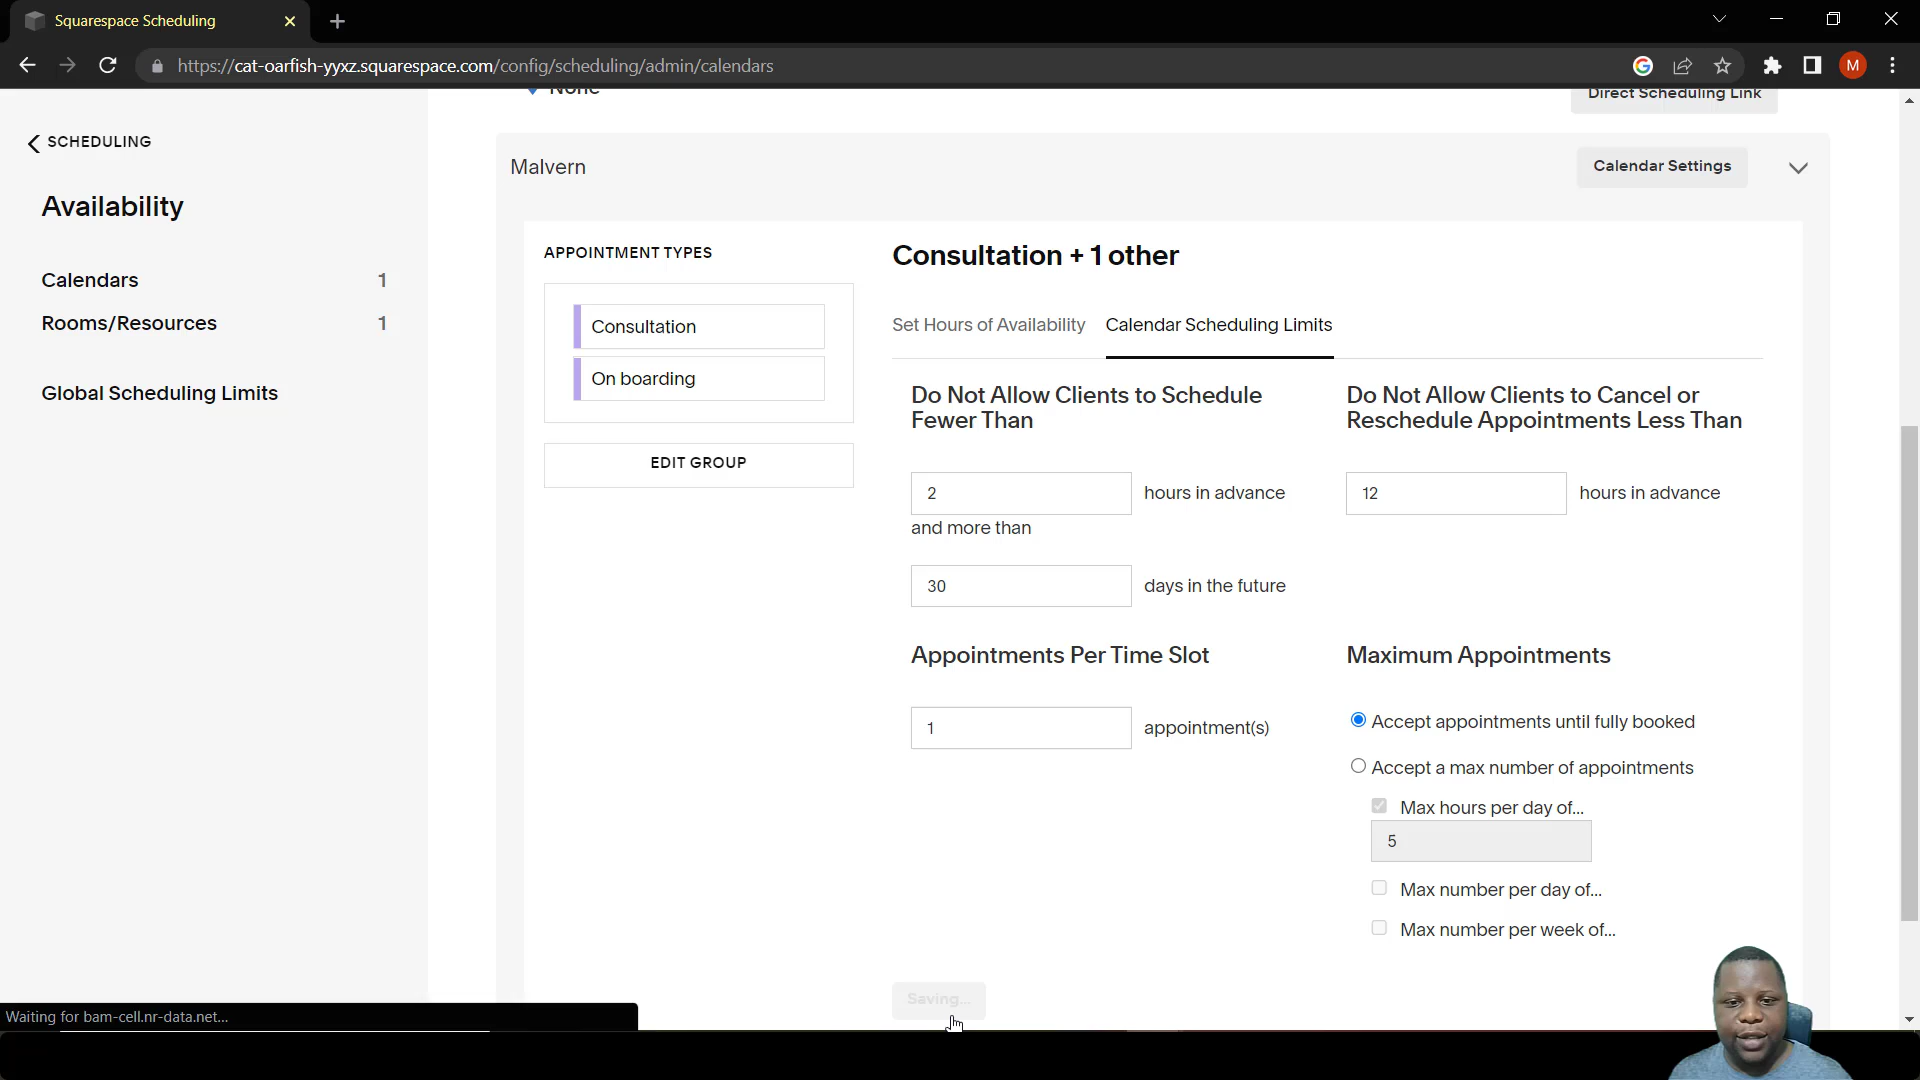 Squarespace Scheduling
https://cat-oarfish-yyxz.squarespace.com/config/scheduling/admin/calendars
M
None
Direct Scheduling Link
SCHEDULING
Availability
Calendars 1
Rooms/Resources 1
Global Scheduling Limits
Malvern
Calendar Settings
APPOINTMENT TYPES
Consultation
On boarding
EDIT GROUP
Consultation + 1 other
Set Hours of Availability Calendar Scheduling Limits
Do Not Allow Clients to Schedule
Fewer Than
2 hours in advance
and more than
30 days in the future
Do Not Allow Clients to Cancel or
Reschedule Appointments Less Than
12 hours in advance
Appointments Per Time Slot
1 appointment(s)
Maximum Appointments
Accept appointments until fully booked
Accept a max number of appointments
Max hours per day of...
5
Max number per day of...
Max number per week of...
Saving...
Waiting for bam-cell.nr-data.net...